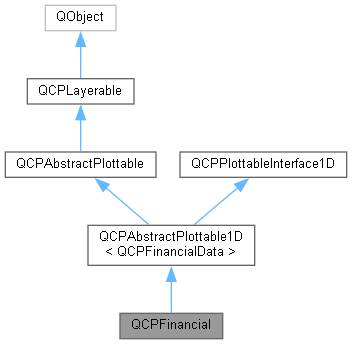 QObject
QCPLayerable
QCPAbstractPlottable
QCPPlottableInterface1D
QCPAbstractPlottable1D
< QCPFinancialData >
QCPFinancial